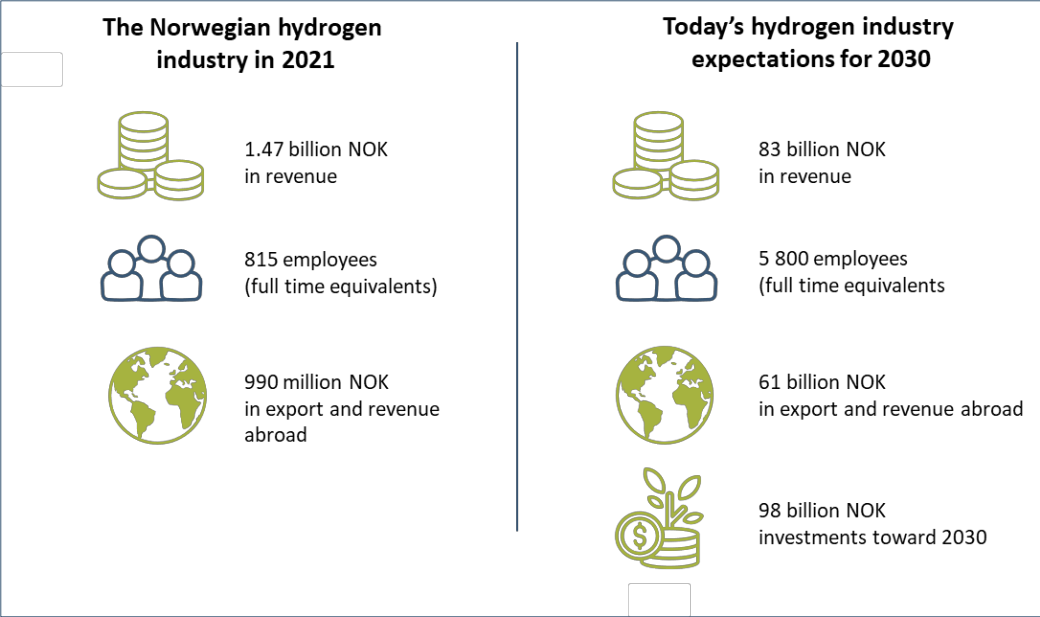 The Norwegian hydrogen
industry in 2021
1.47 billion NOK
in revenue
815 employees
(full time equivalents)
990 million NOK
in export and revenue
abroad
Today’s hydrogen industry
expectations for 2030
83 billion NOK
in revenue
5 800 employees
(full time equivalents
61 billion NOK
in export and revenue abroad
$
98 billion NOK
investments toward 2030